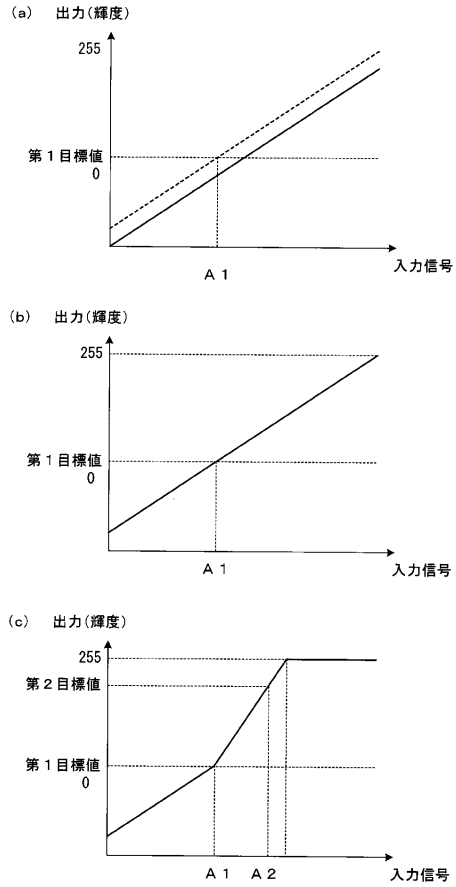 (a) 出力(輝度)
255
第1目標値
0
A1
入力信号
(b) 出力(輝度)
255
第1目標値
0
A1
入力信号
(c) 出力(輝度)
255
第2目標値
第1目標値
0
A1 A2
入力信号